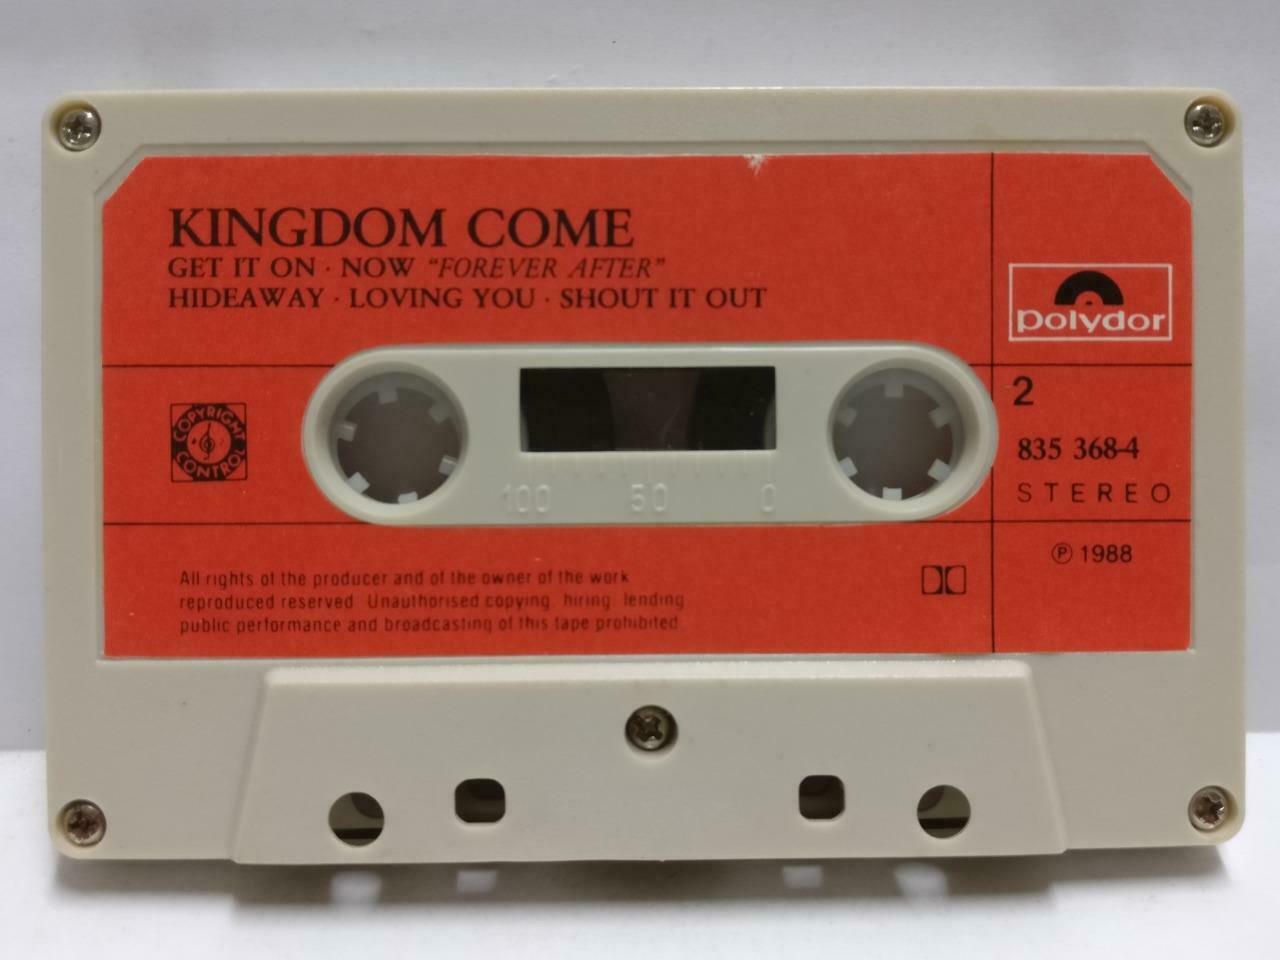 KINGDOM COME
GET IT ON · NOW "FOREVER AFTER"
HIDEAWAY · LOVING YOU · SHOUT IT OUT
polydor
COPYRIGHT
CONTROL
2
835 368-4
STEREO
100 50 0
℗ 1988
All rights of the producer and of the owner of the work
reproduced reserved. Unauthorised copying, hiring, lending
public performance and broadcasting of this tape prohibited